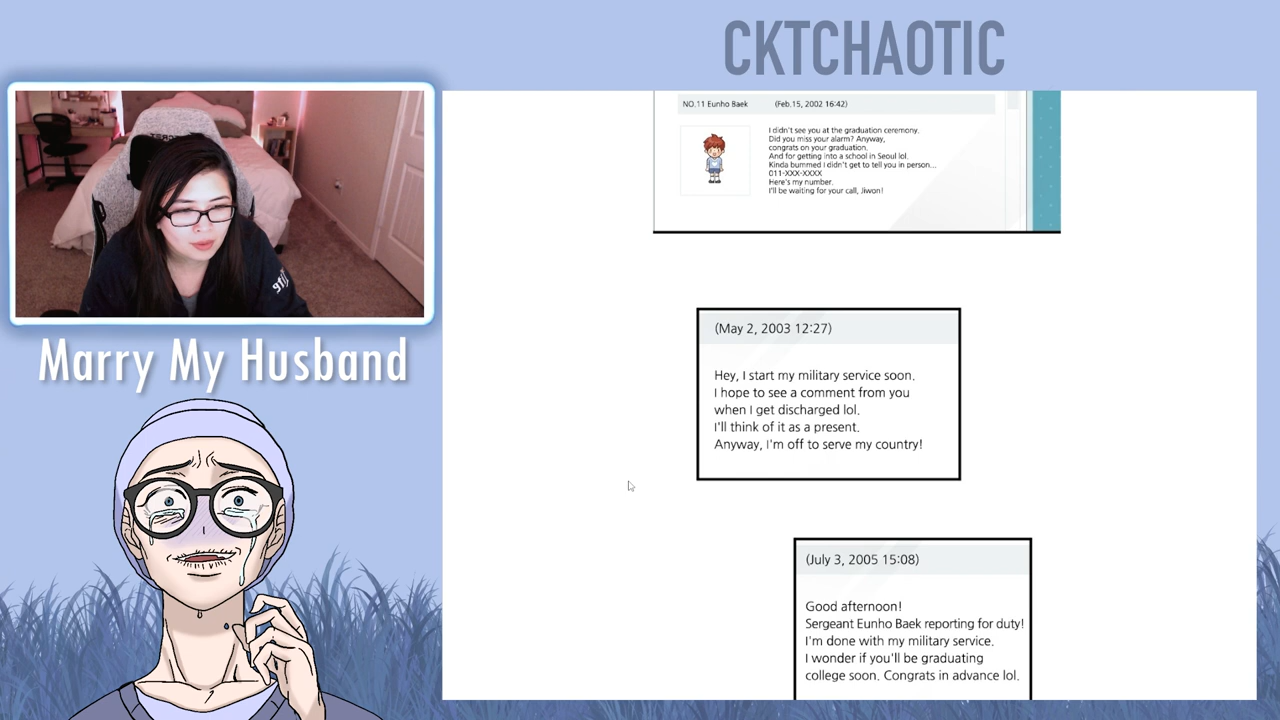 CKTCHAOTIC
NO.11 Eunho Baek (Feb.15, 2002 16:42)
I didn't see you at the graduation ceremony.
Did you miss your alarm? Anyway,
congrats on your graduation.
And for getting into a school in Seoul lol.
Kinda bummed I didn't get to tell you in person...
011-XXX-XXXX
Here's my number.
I'll be waiting for your call, Jiwon!
Marry My Husband
(May 2, 2003 12:27)
Hey, I start my military service soon.
I hope to see a comment from you
when I get discharged lol.
I'll think of it as a present.
Anyway, I'm off to serve my country!
(July 3, 2005 15:08)
Good afternoon!
Sergeant Eunho Baek reporting for duty!
I'm done with my military service.
I wonder if you'll be graduating
college soon. Congrats in advance lol.